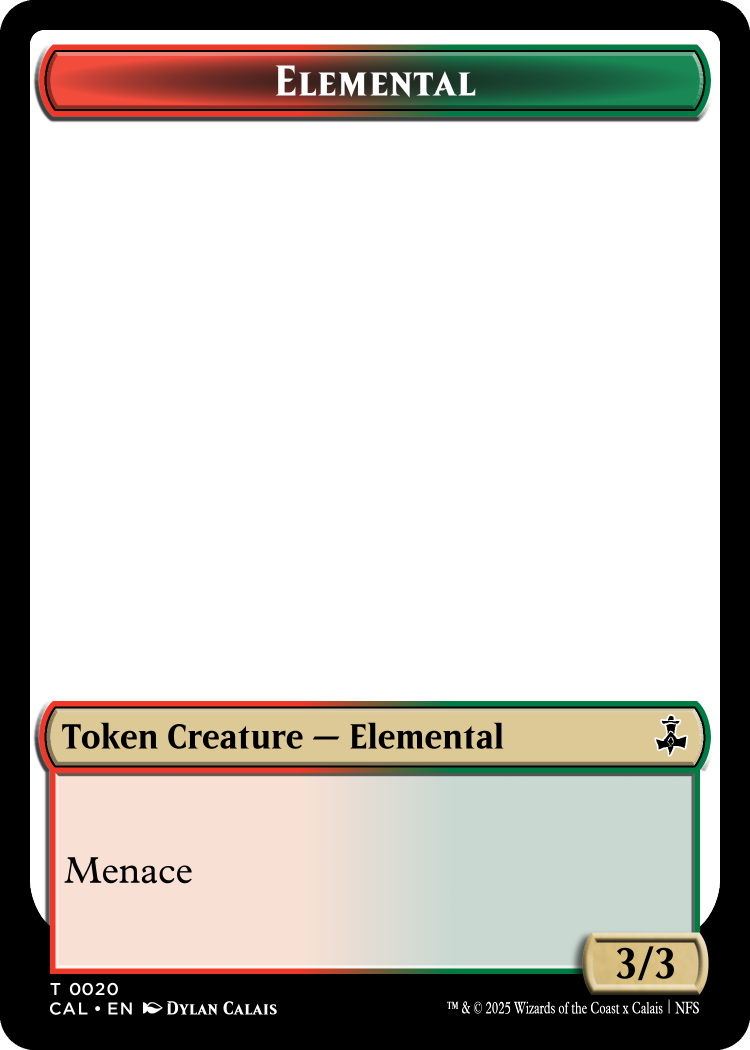 Elemental
Token Creature — Elemental
Menace
3/3
T 0020
CAL • EN Dylan Calais
™ & © 2025 Wizards of the Coast x Calais | NFS